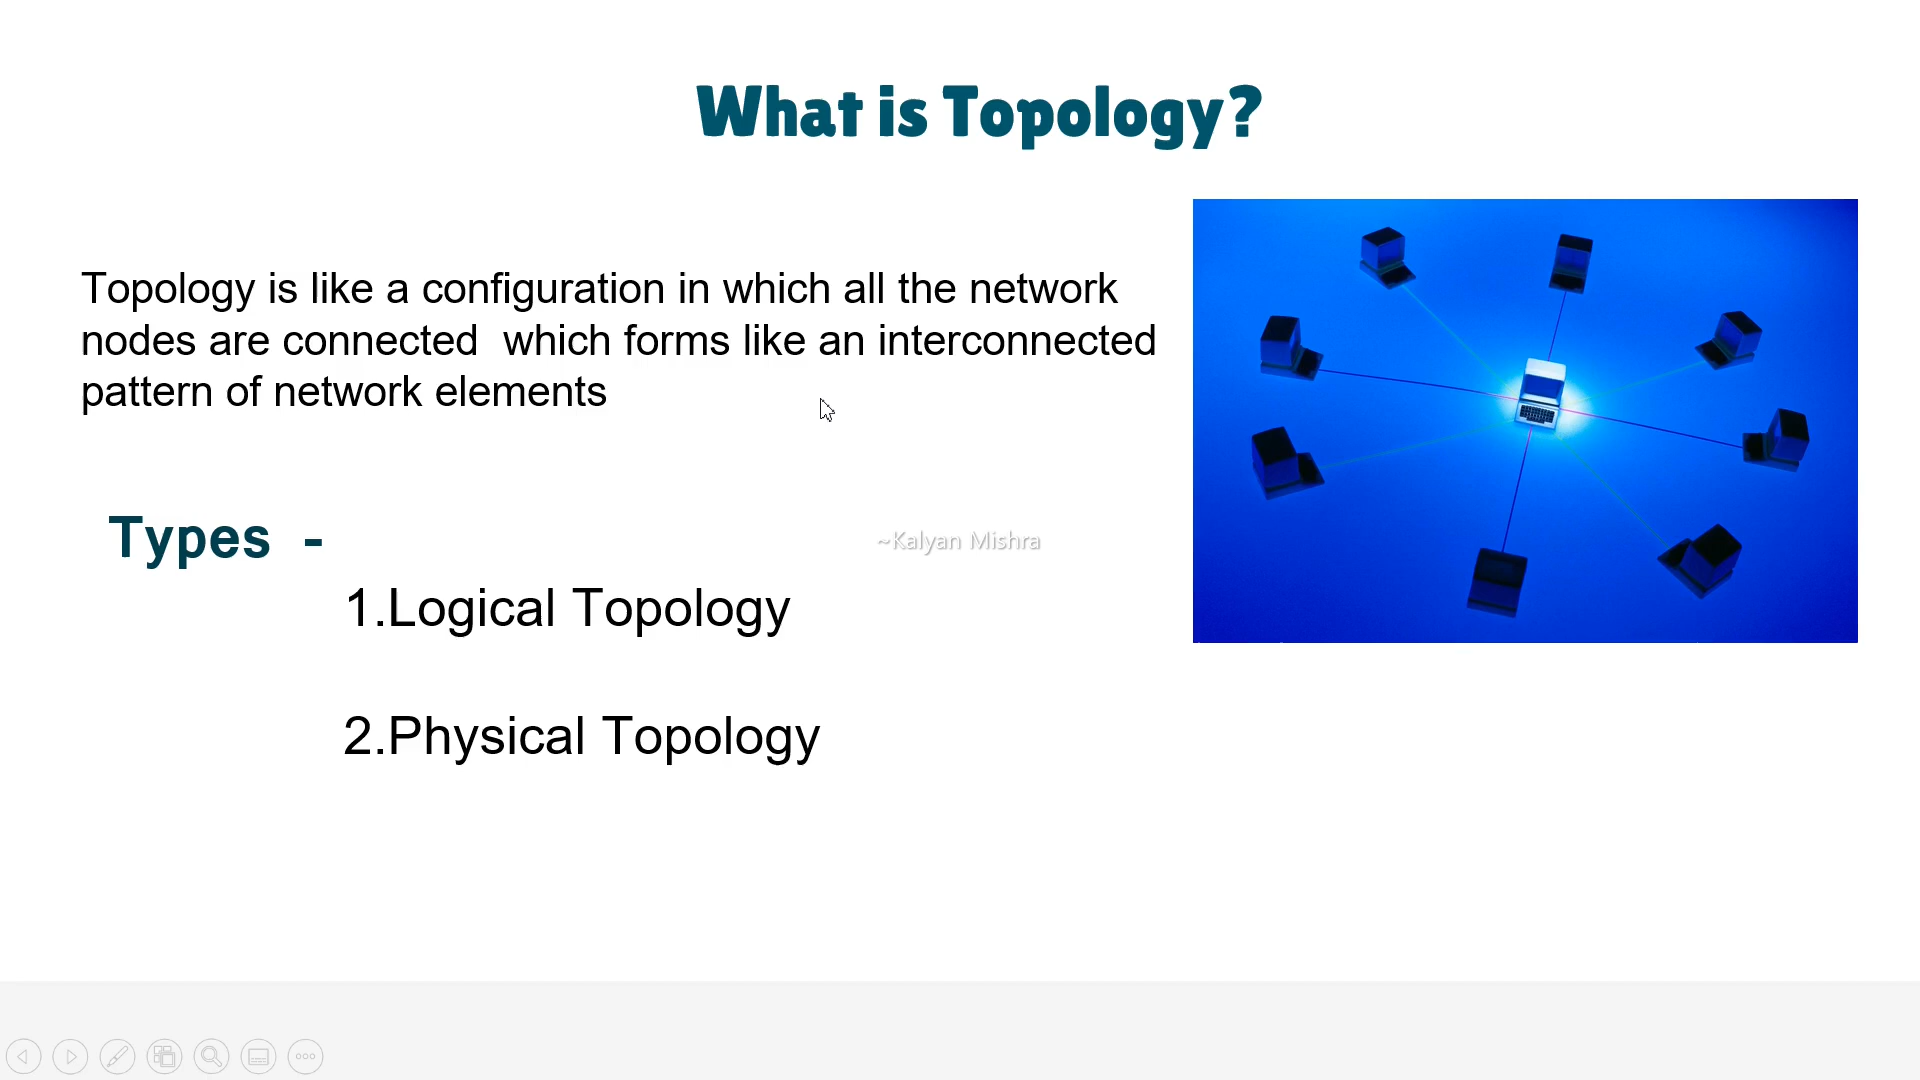 What is Topology?
Topology is like a configuration in which all the network
nodes are connected  which forms like an interconnected
pattern of network elements
Types -
~Kalyan Mishra
1.Logical Topology
2.Physical Topology